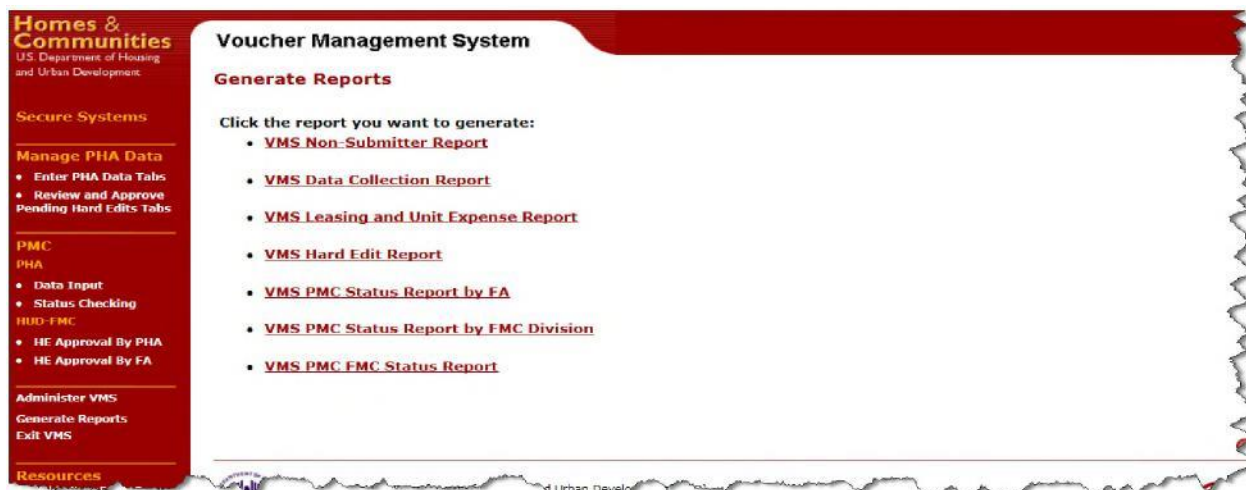 Homes &
Communities
U.S. Department of Housing
and Urban Development
Secure Systems
Manage PHA Data
• Enter PHA Data Tabs
• Review and Approve
Pending Hard Edits Tabs
PMC
PHA
• Data Input
• Status Checking
HUD-FMC
• HE Approval By PHA
• HE Approval By FA
Administer VMS
Generate Reports
Exit VMS
Resources
Voucher Management System
Generate Reports
Click the report you want to generate:
• VMS Non-Submitter Report
• VMS Data Collection Report
• VMS Leasing and Unit Expense Report
• VMS Hard Edit Report
• VMS PMC Status Report by FA
• VMS PMC Status Report by FMC Division
• VMS PMC FMC Status Report
Urban